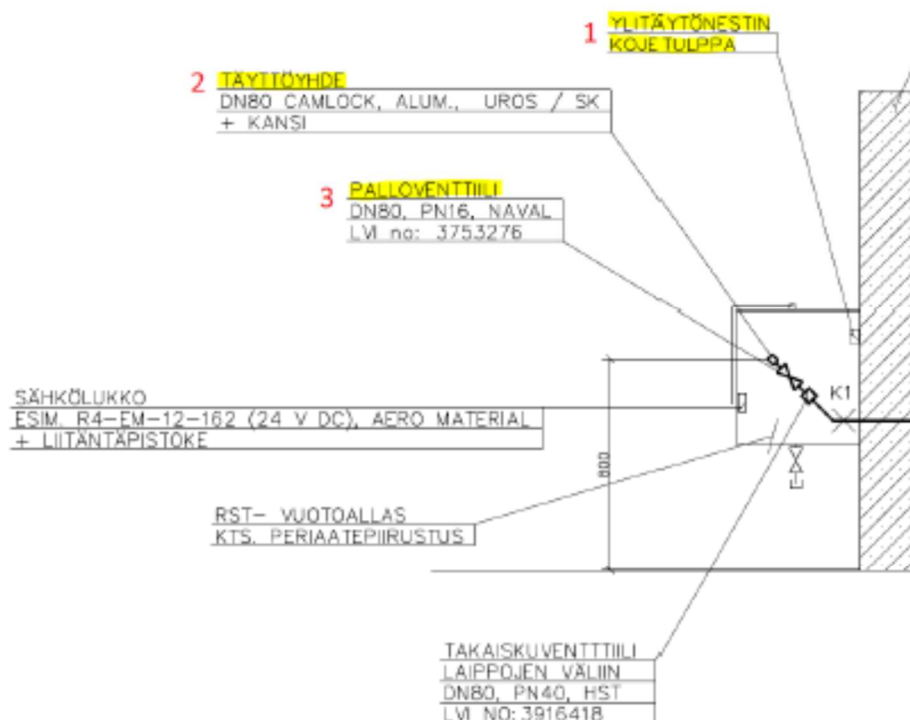 1 YLITÄYTÖNESTIN
KOJETULPPA
2 TÄYTTÖYHDE
DN80 CAMLOCK, ALUM., UROS / SK
+ KANSI
3 PALLOVENTTIILI
DN80, PN16, NAVAL
LVI no: 3753276
K1
SÄHKÖLUKKO
ESIM. R4-EM-12-162 (24 V DC), AERO MATERIAL
+ LIITÄNTÄPISTOKE
800
RST- VUOTOALLAS
KTS. PERIAATEPIIRUSTUS
TAKAISKUVENTTTIILI
LAIPPOJEN VÄLIIN
DN80, PN40, HST
LVI NO: 3916418